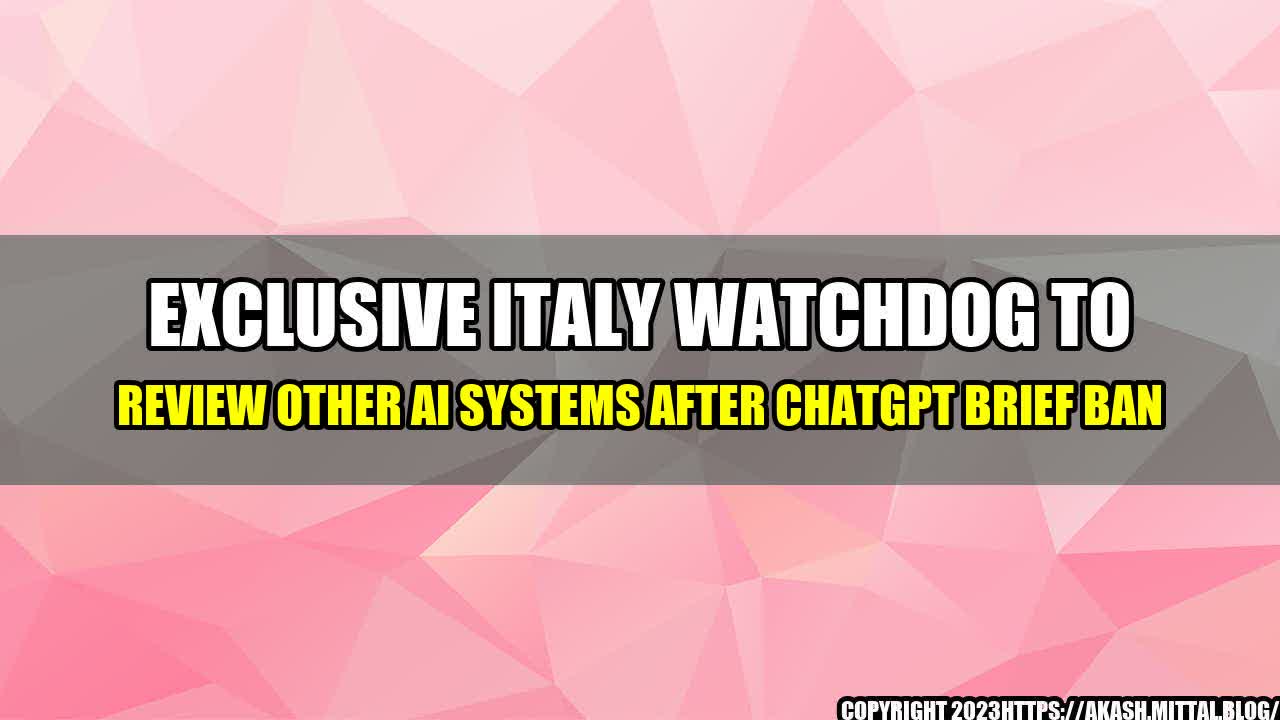 EXCLUSIVE ITALY WATCHDOG TO
REVIEW OTHER AI SYSTEMS AFTER CHATGPT BRIEF BAN
COPYRIGHT 2023HTTPS://AKASH.MITTAL.BLOG/